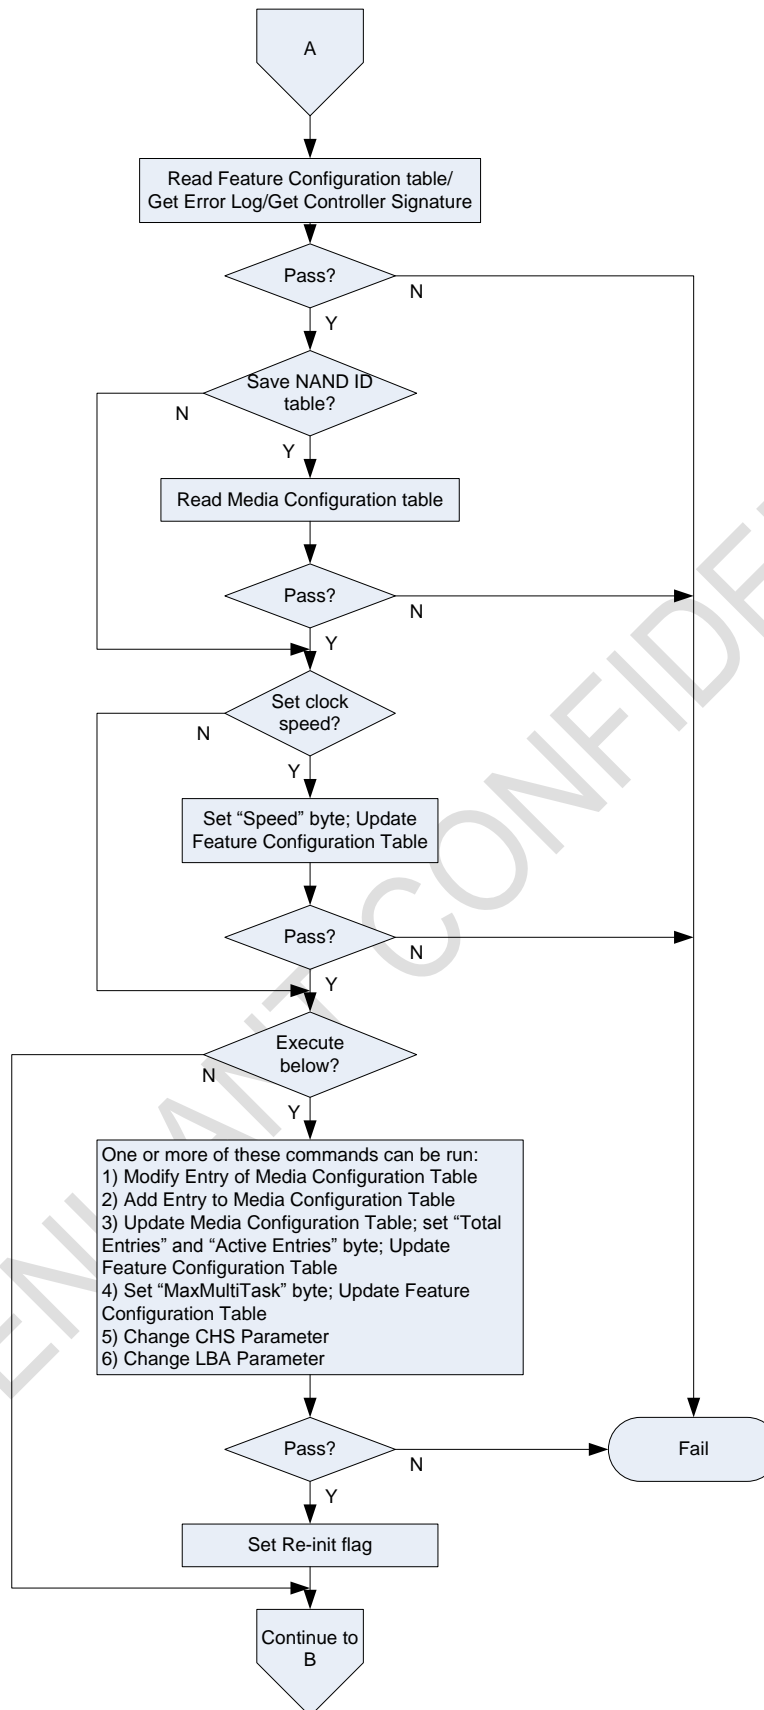 A
Read Feature Configuration table/
Get Error Log/Get Controller Signature
Pass?
N
Y
Save NAND ID
table?
N
Y
Read Media Configuration table
Pass?
N
Y
Set clock
speed?
N
Y
Set “Speed” byte; Update
Feature Configuration Table
Pass?
N
Y
Execute
below?
N
Y
One or more of these commands can be run:
1) Modify Entry of Media Configuration Table
2) Add Entry to Media Configuration Table
3) Update Media Configuration Table; set “Total
Entries” and “Active Entries” byte; Update
Feature Configuration Table
4) Set “MaxMultiTask” byte; Update Feature
Configuration Table
5) Change CHS Parameter
6) Change LBA Parameter
Pass?
N
Fail
Y
Set Re-init flag
Continue to
B